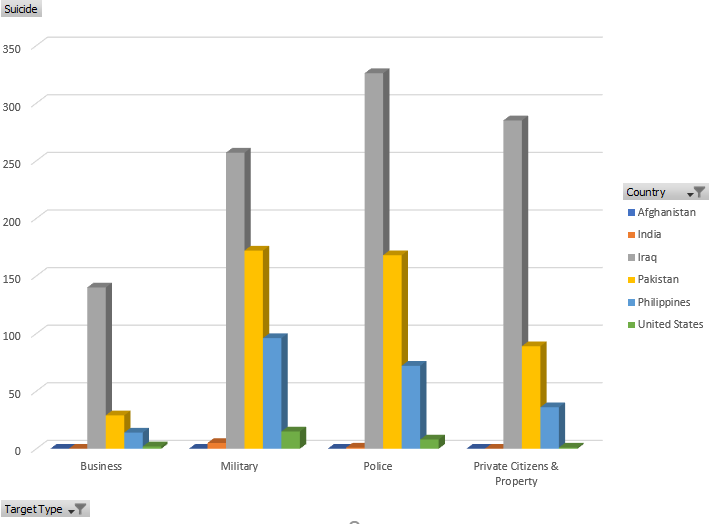 Suicide
350
300
250
200
150
100
50
0
Business
Military
Police
Private Citizens &
Property
Country
Afghanistan
India
Iraq
Pakistan
Philippines
United States
Target Type